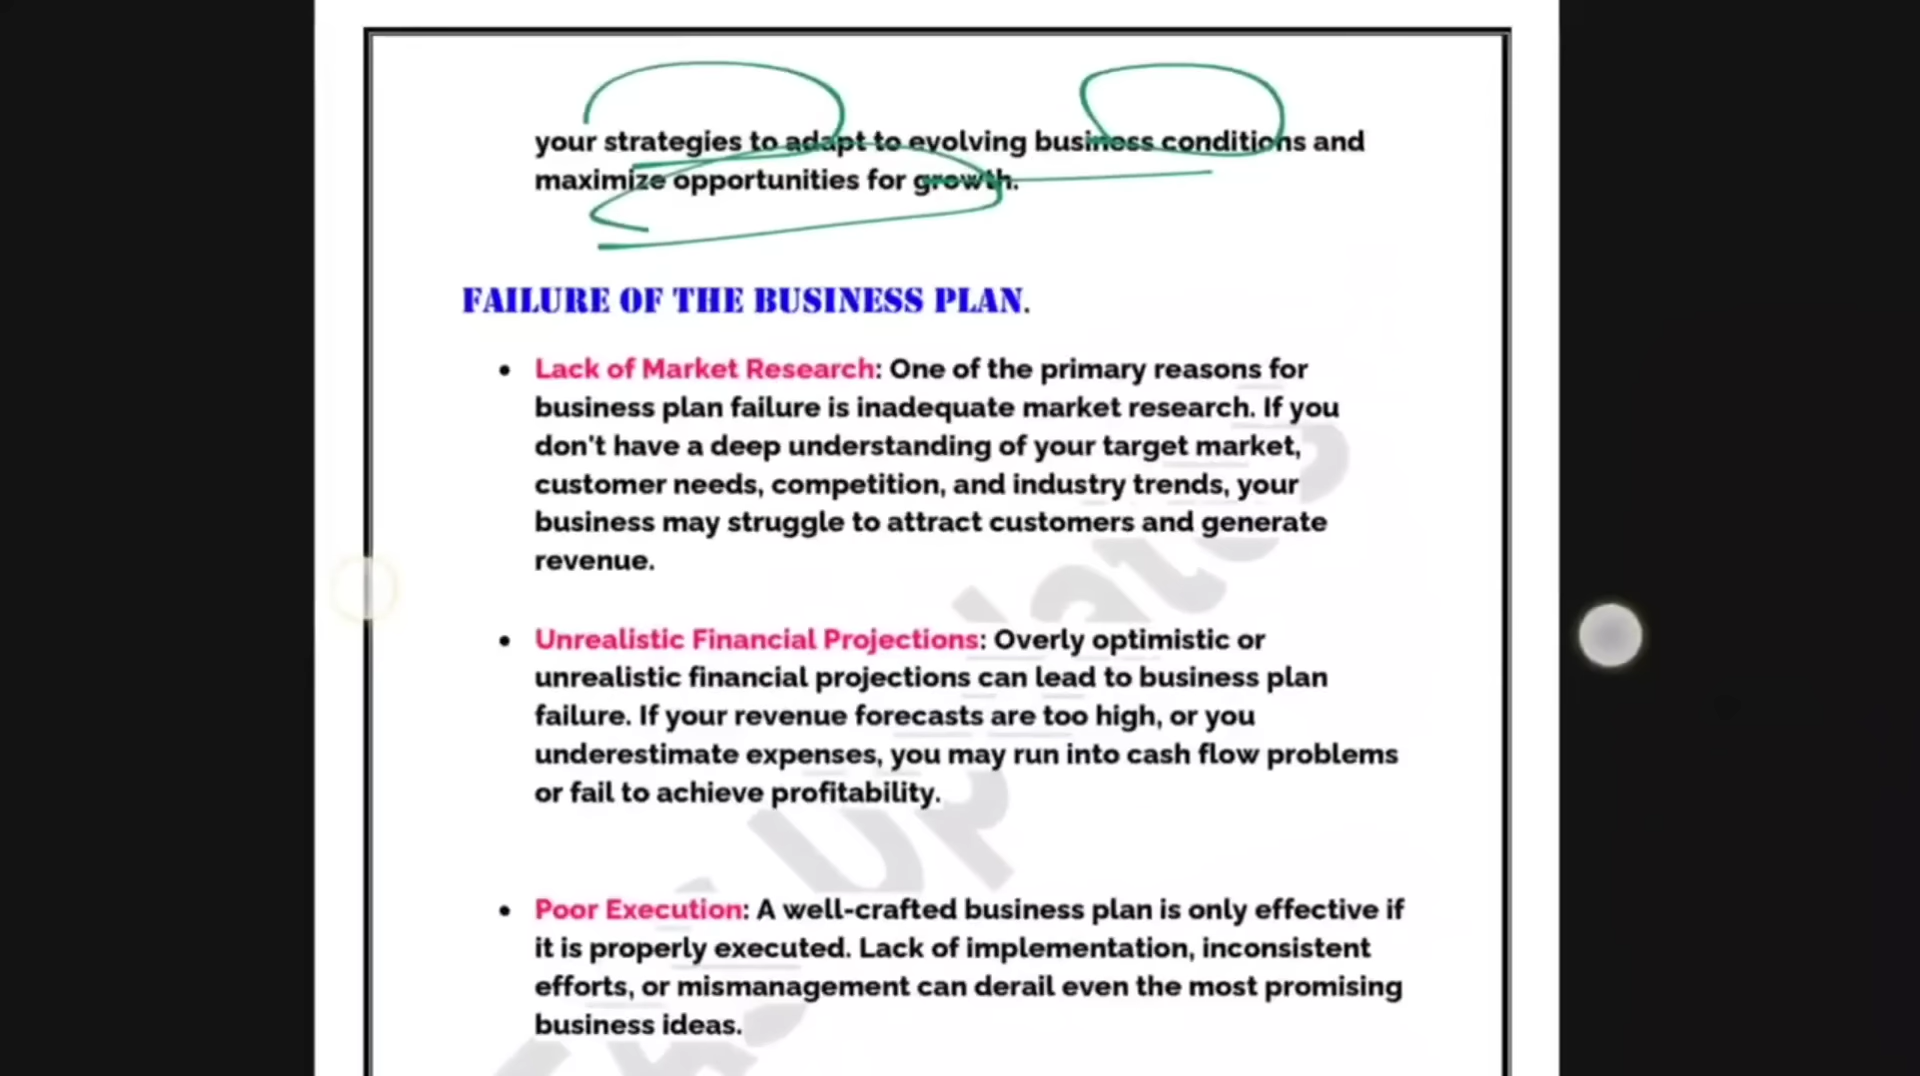 your strategies to adapt to evolving business conditions and
maximize opportunities for growth.
FAILURE OF THE BUSINESS PLAN.
• Lack of Market Research: One of the primary reasons for
business plan failure is inadequate market research. If you
don't have a deep understanding of your target market,
customer needs, competition, and industry trends, your
business may struggle to attract customers and generate
revenue.
• Unrealistic Financial Projections: Overly optimistic or
unrealistic financial projections can lead to business plan
failure. If your revenue forecasts are too high, or you
underestimate expenses, you may run into cash flow problems
or fail to achieve profitability.
• Poor Execution: A well-crafted business plan is only effective if
it is properly executed. Lack of implementation, inconsistent
efforts, or mismanagement can derail even the most promising
business ideas.